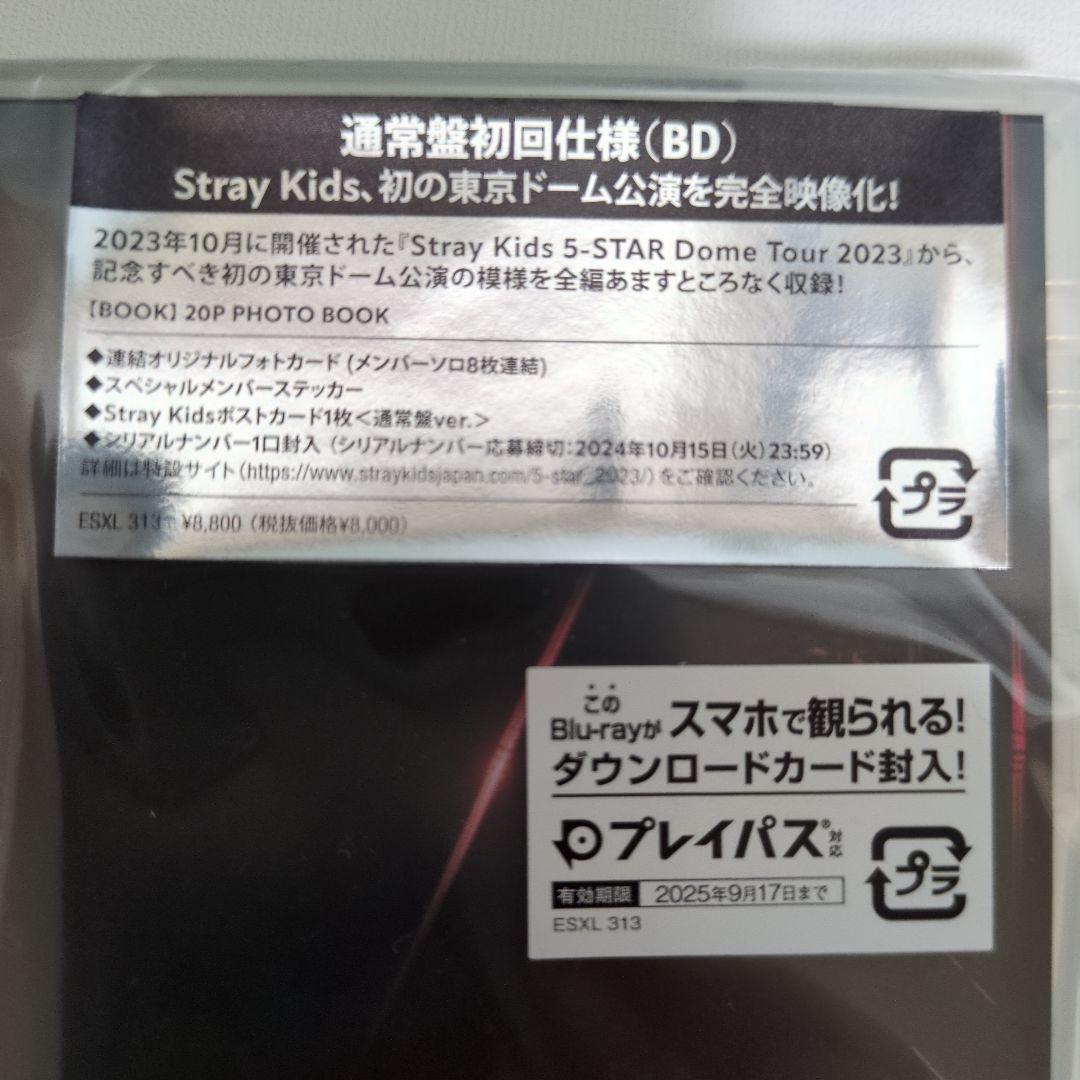 通常盤初回仕様(BD)
Stray Kids、初の東京ドーム公演を完全映像化!
2023年10月に開催された『Stray Kids 5-STAR Dome Tour 2023』から、
記念すべき初の東京ドーム公演の模様を全編あますところなく収録!
【BOOK】20P PHOTO BOOK
◆連結オリジナルフォトカード (メンバーソロ8枚連結)
◆スペシャルメンバーステッカー
◆Stray Kidsポストカード1枚<通常盤ver.>
◆シリアルナンバー1口封入 (シリアルナンバー応募締切:2024年10月15日(火)23:59)
詳細は特設サイト(https://www.straykidsjapan.com/5-star_2023/)をご確認ください。
プラ
ESXL 313 ¥8,800 (税抜価格¥8,000)
この
Blu-rayが スマホで観られる!
ダウンロードカード封入!
プレイパス® 対応
プラ
有効期限 2025年9月17日まで
ESXL 313